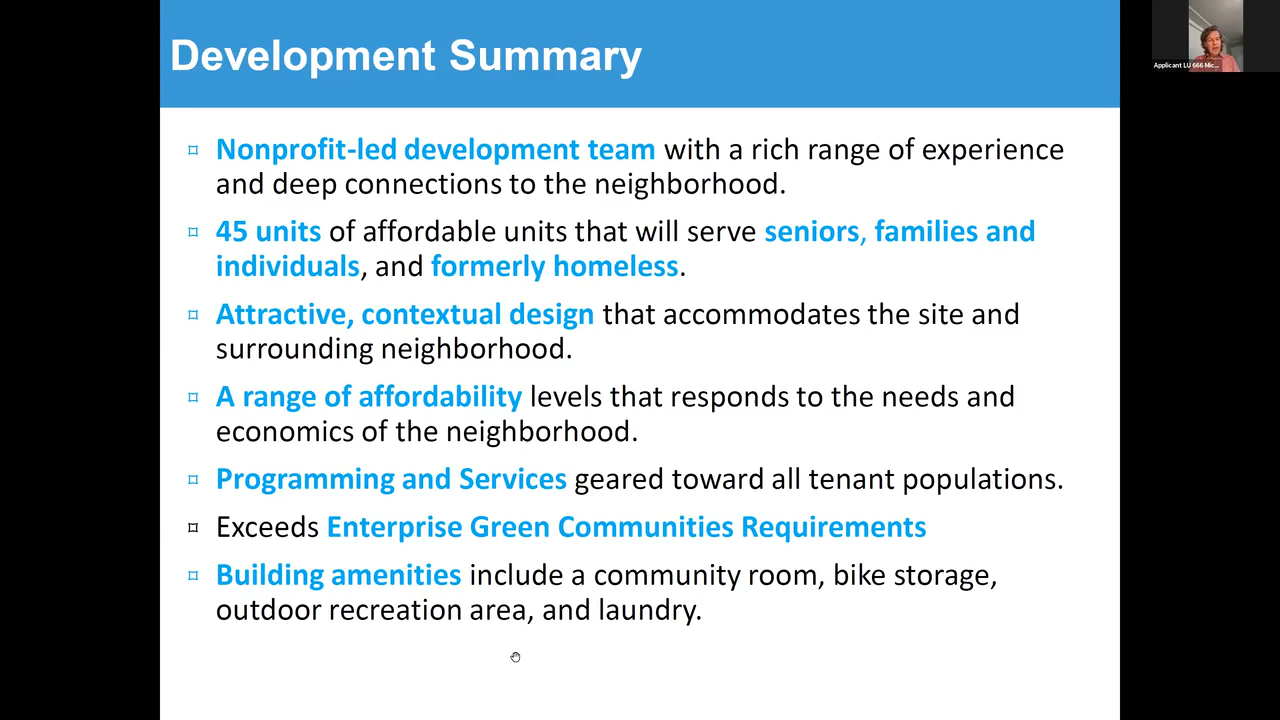 Development Summary
Applicant LU 666 Mic...
Nonprofit-led development team with a rich range of experience
and deep connections to the neighborhood.
45 units of affordable units that will serve seniors, families and
individuals, and formerly homeless.
Attractive, contextual design that accommodates the site and
surrounding neighborhood.
A range of affordability levels that responds to the needs and
economics of the neighborhood.
Programming and Services geared toward all tenant populations.
Exceeds Enterprise Green Communities Requirements
Building amenities include a community room, bike storage,
outdoor recreation area, and laundry.